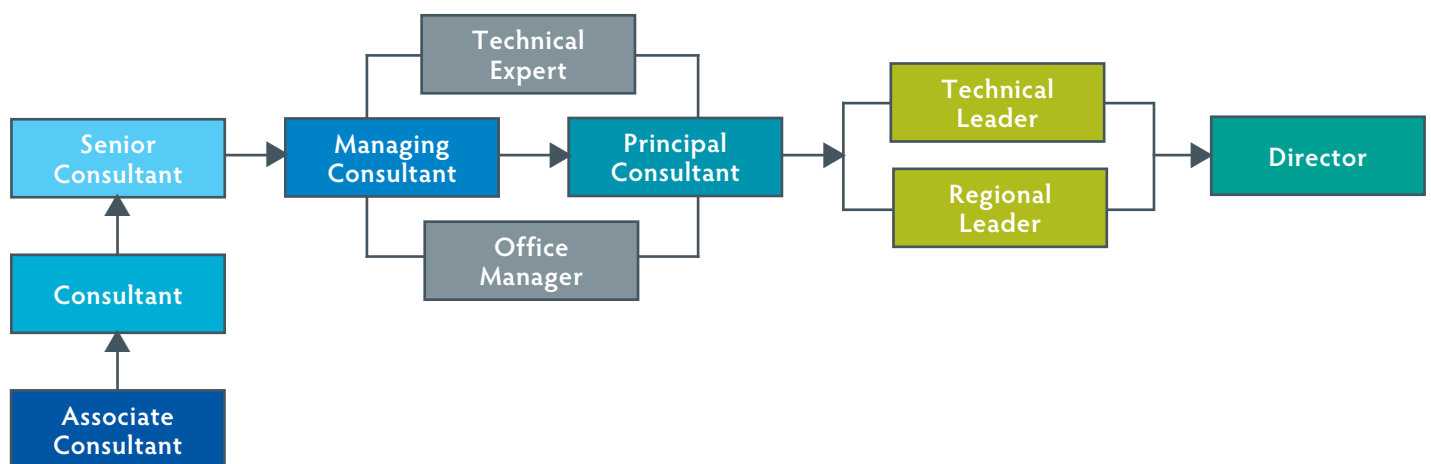 Technical
Expert
Senior
Consultant
Managing
Consultant
Principal
Consultant
Technical
Leader
Regional
Leader
Director
Office
Manager
Consultant
Associate
Consultant